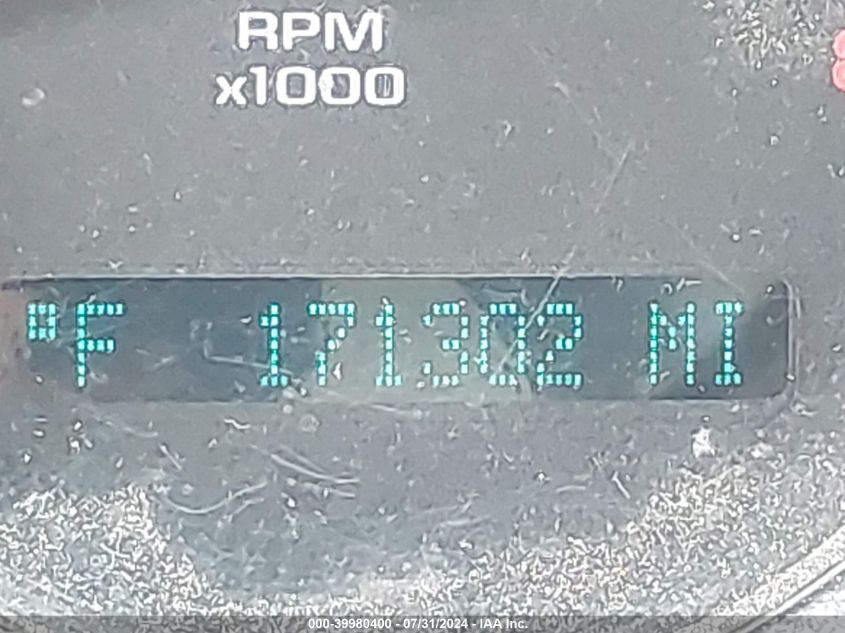 RPM
x1000
°F 171302 MI
000-39980400 - 07/31/2024 - IAA Inc.